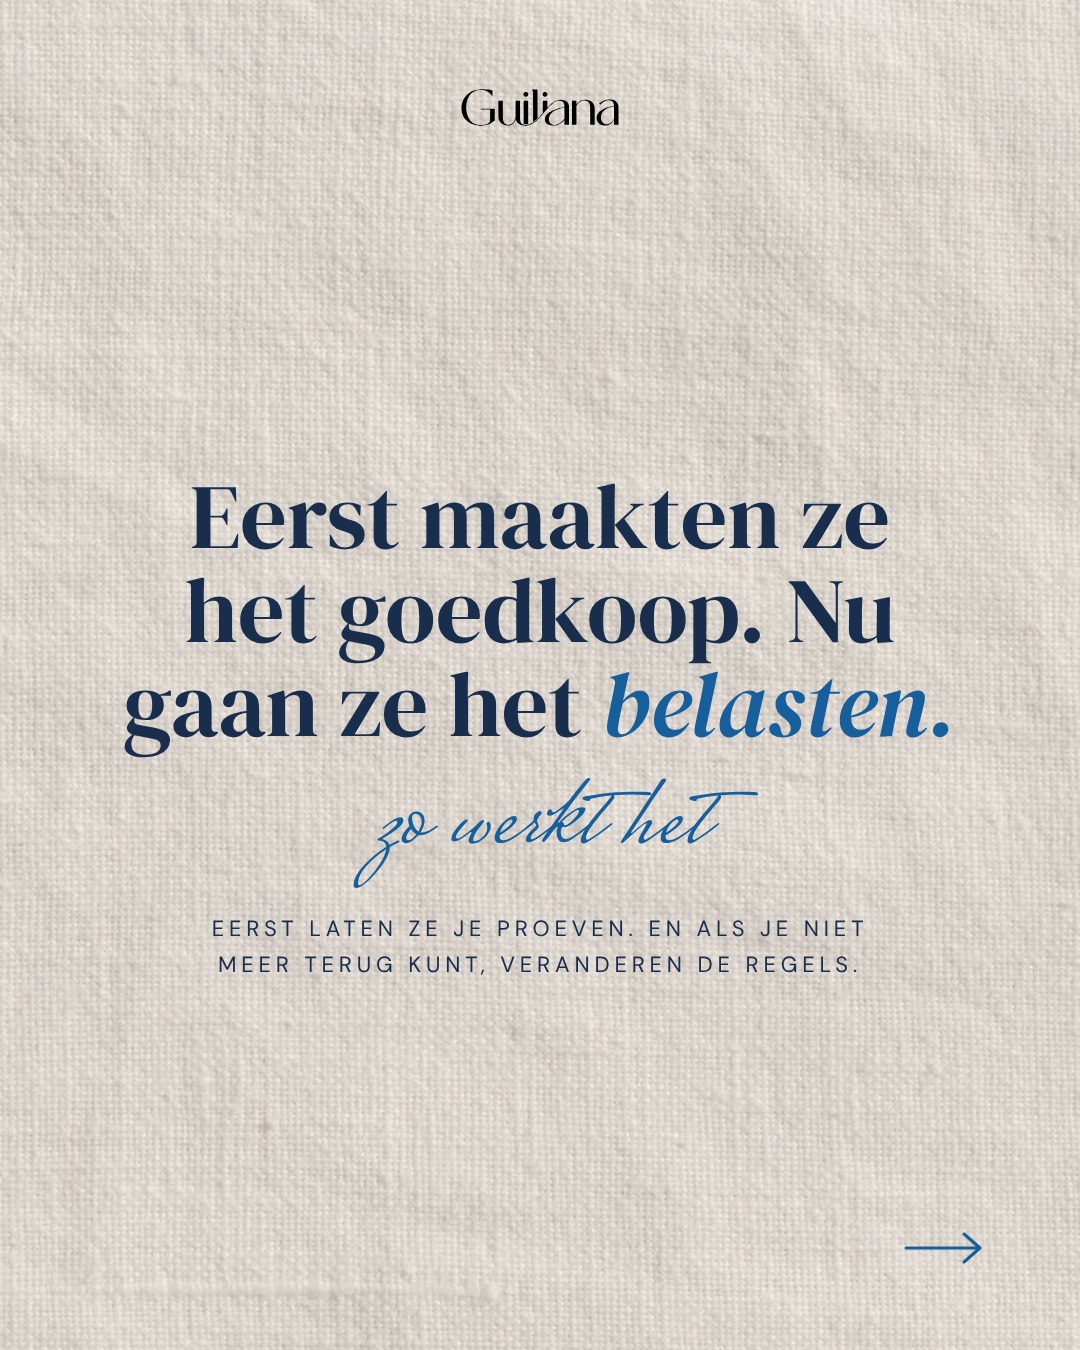 Guiliana
Eerst maakten ze
het goedkoop. Nu
gaan ze het belasten.
zo werkt het
EERST LATEN ZE JE PROEVEN. EN ALS JE NIET
MEER TERUG KUNT, VERANDEREN DE REGELS.